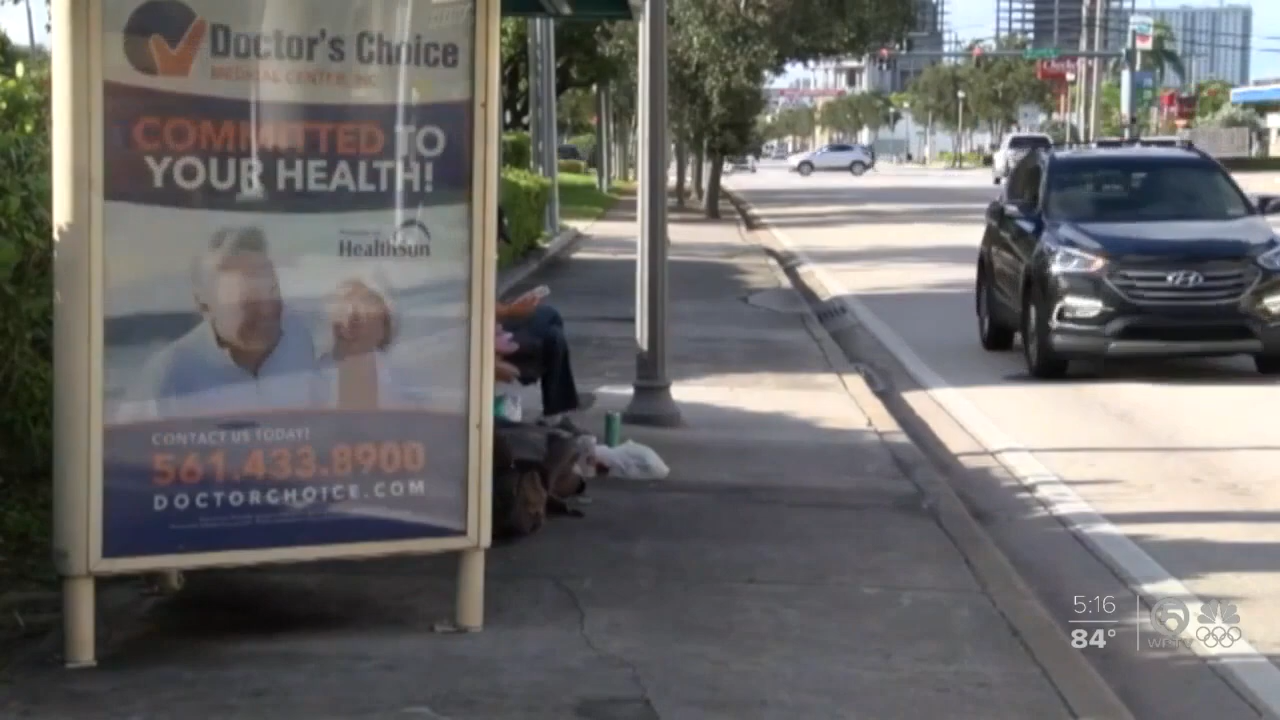 Doctor's Choice
MEDICAL CENTER, INC
COMMITTED TO
YOUR HEALTH!
HealthSun
CONTACT US TODAY!
561.433.8900
DOCTORCHOICE.COM
5:16
84°
5
WPTV